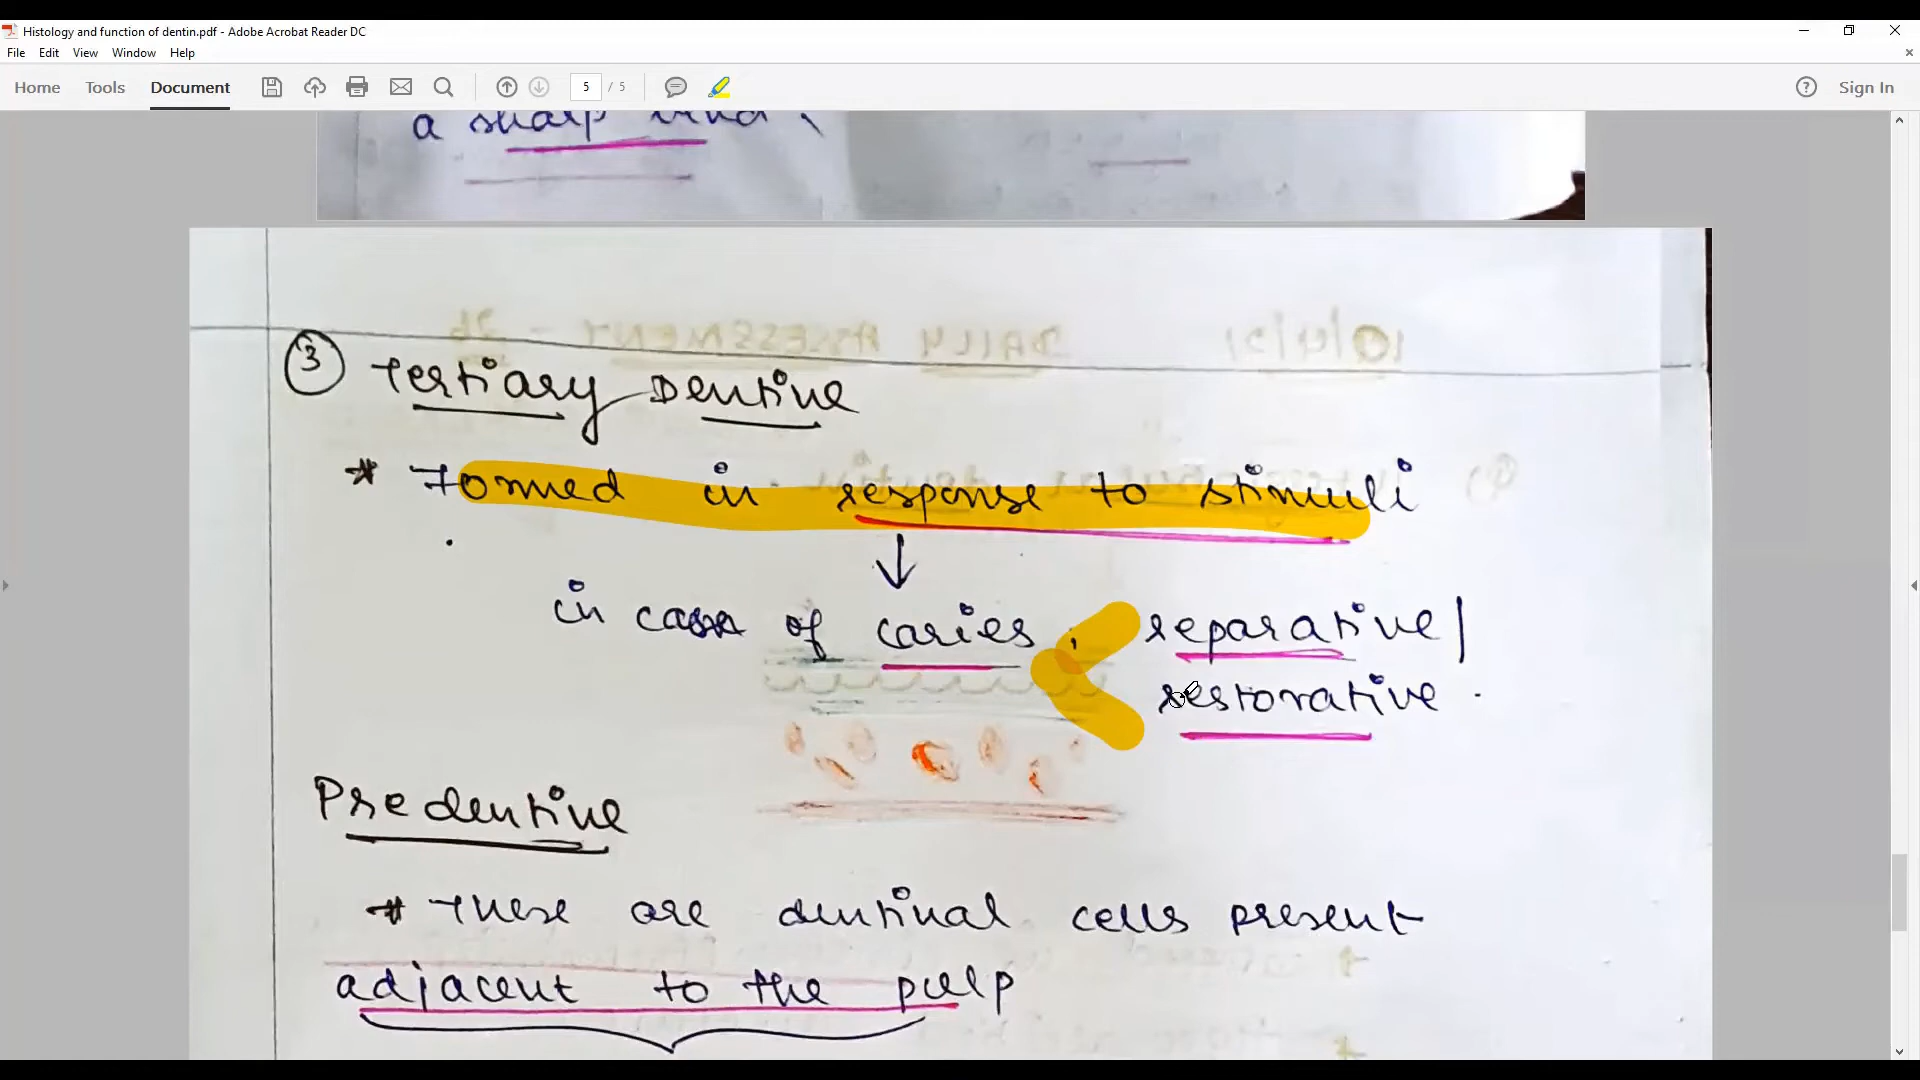 Histology and function of dentin.pdf - Adobe Acrobat Reader DC
File Edit View Window Help
Home Tools Document 5 / 5 Sign In
a sharp
3 Tertiary Dentine
* Formed in response to stimuli
↓
in case of caries. reparative/
restorative.
Predentine
* These are dentinal cells present
adjacent to the pulp